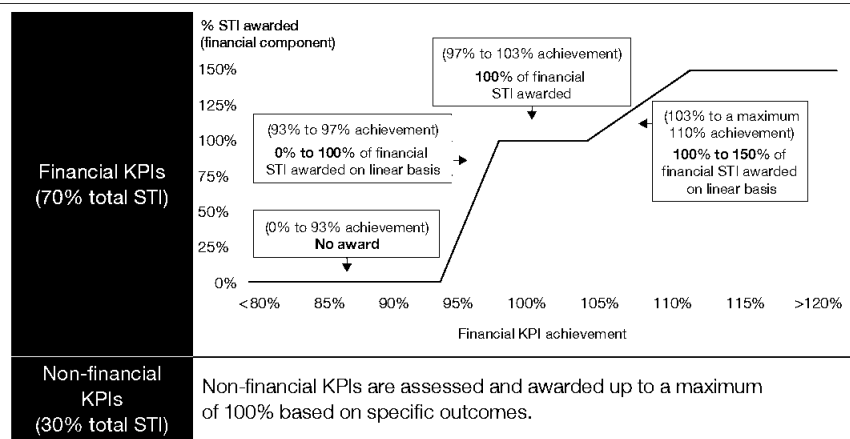 % STI awarded
(financial component)
150%
125%
100%
75%
50%
25%
0%
(97% to 103% achievement)
100% of financial
STI awarded
(93% to 97% achievement)
0% to 100% of financial
STI awarded on linear basis
(103% to a maximum
110% achievement)
100% to 150% of
financial STI awarded
on linear basis
(0% to 93% achievement)
No award
<80% 85% 90% 95% 100% 105% 110% 115% >120%
Financial KPI achievement
Financial KPIs
(70% total STI)
Non-financial
KPIs
(30% total STI)
Non-financial KPIs are assessed and awarded up to a maximum
of 100% based on specific outcomes.